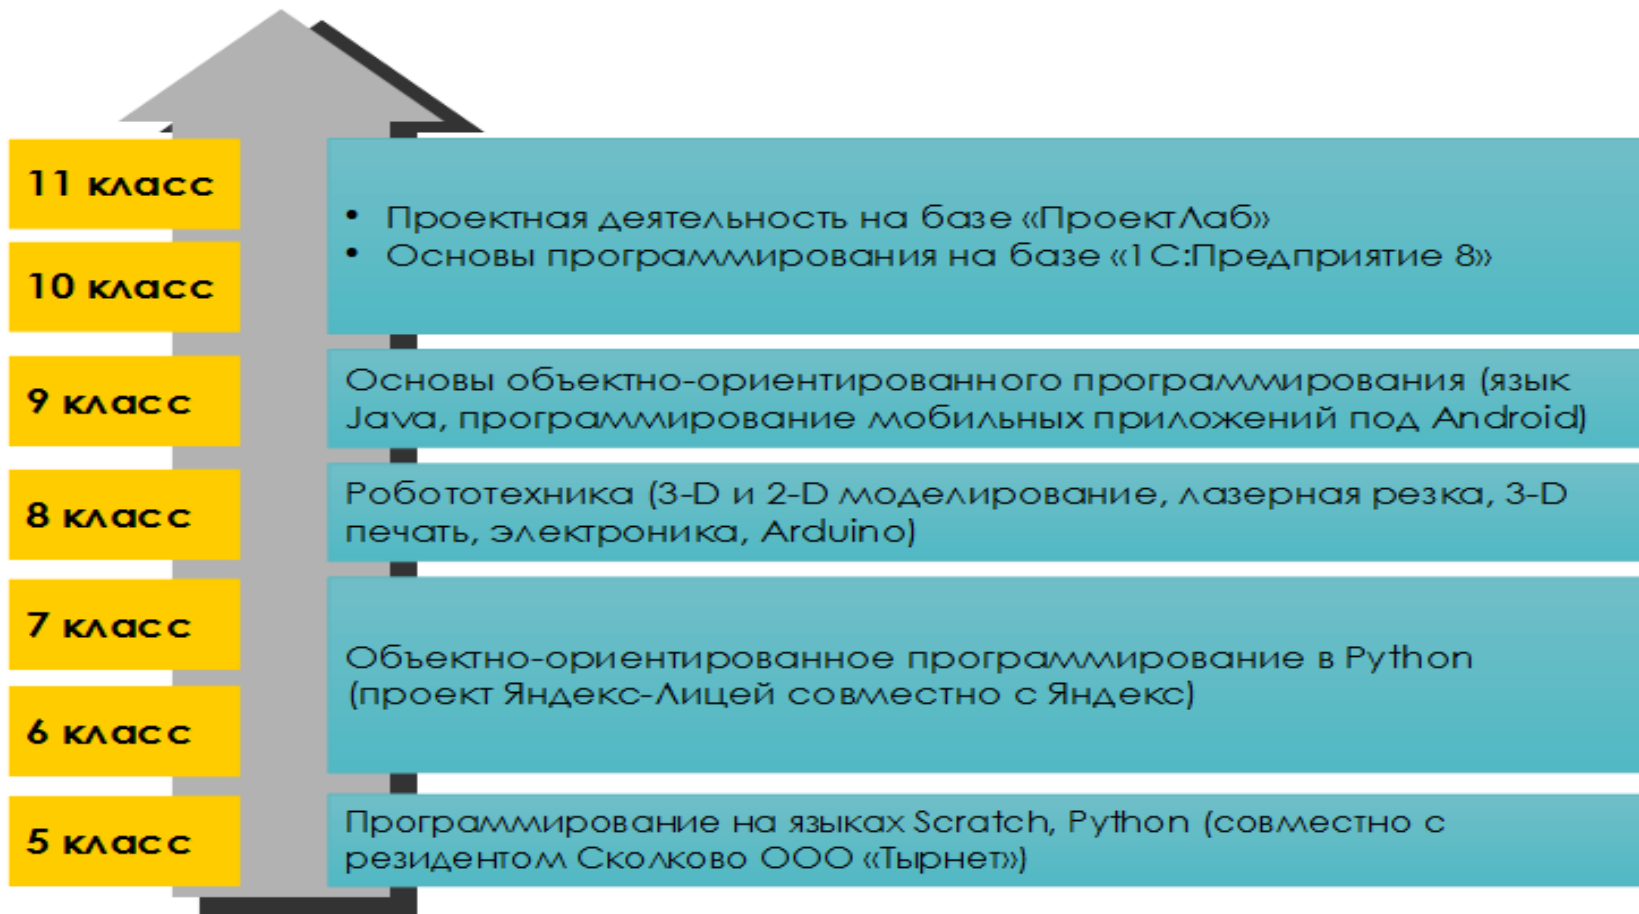 11 класс
10 класс
• Проектная деятельность на базе «ПроектЛаб»
• Основы программирования на базе «1С:Предприятие 8»
9 класс
Основы объектно-ориентированного программирования (язык
Java, программирование мобильных приложений под Android)
8 класс
Робототехника (3-D и 2-D моделирование, лазерная резка, 3-D
печать, электроника, Arduino)
7 класс
6 класс
Объектно-ориентированное программирование в Python
(проект Яндекс-Лицей совместно с Яндекс)
5 класс
Программирование на языках Scratch, Python (совместно с
резидентом Сколково ООО «Тырнет»)